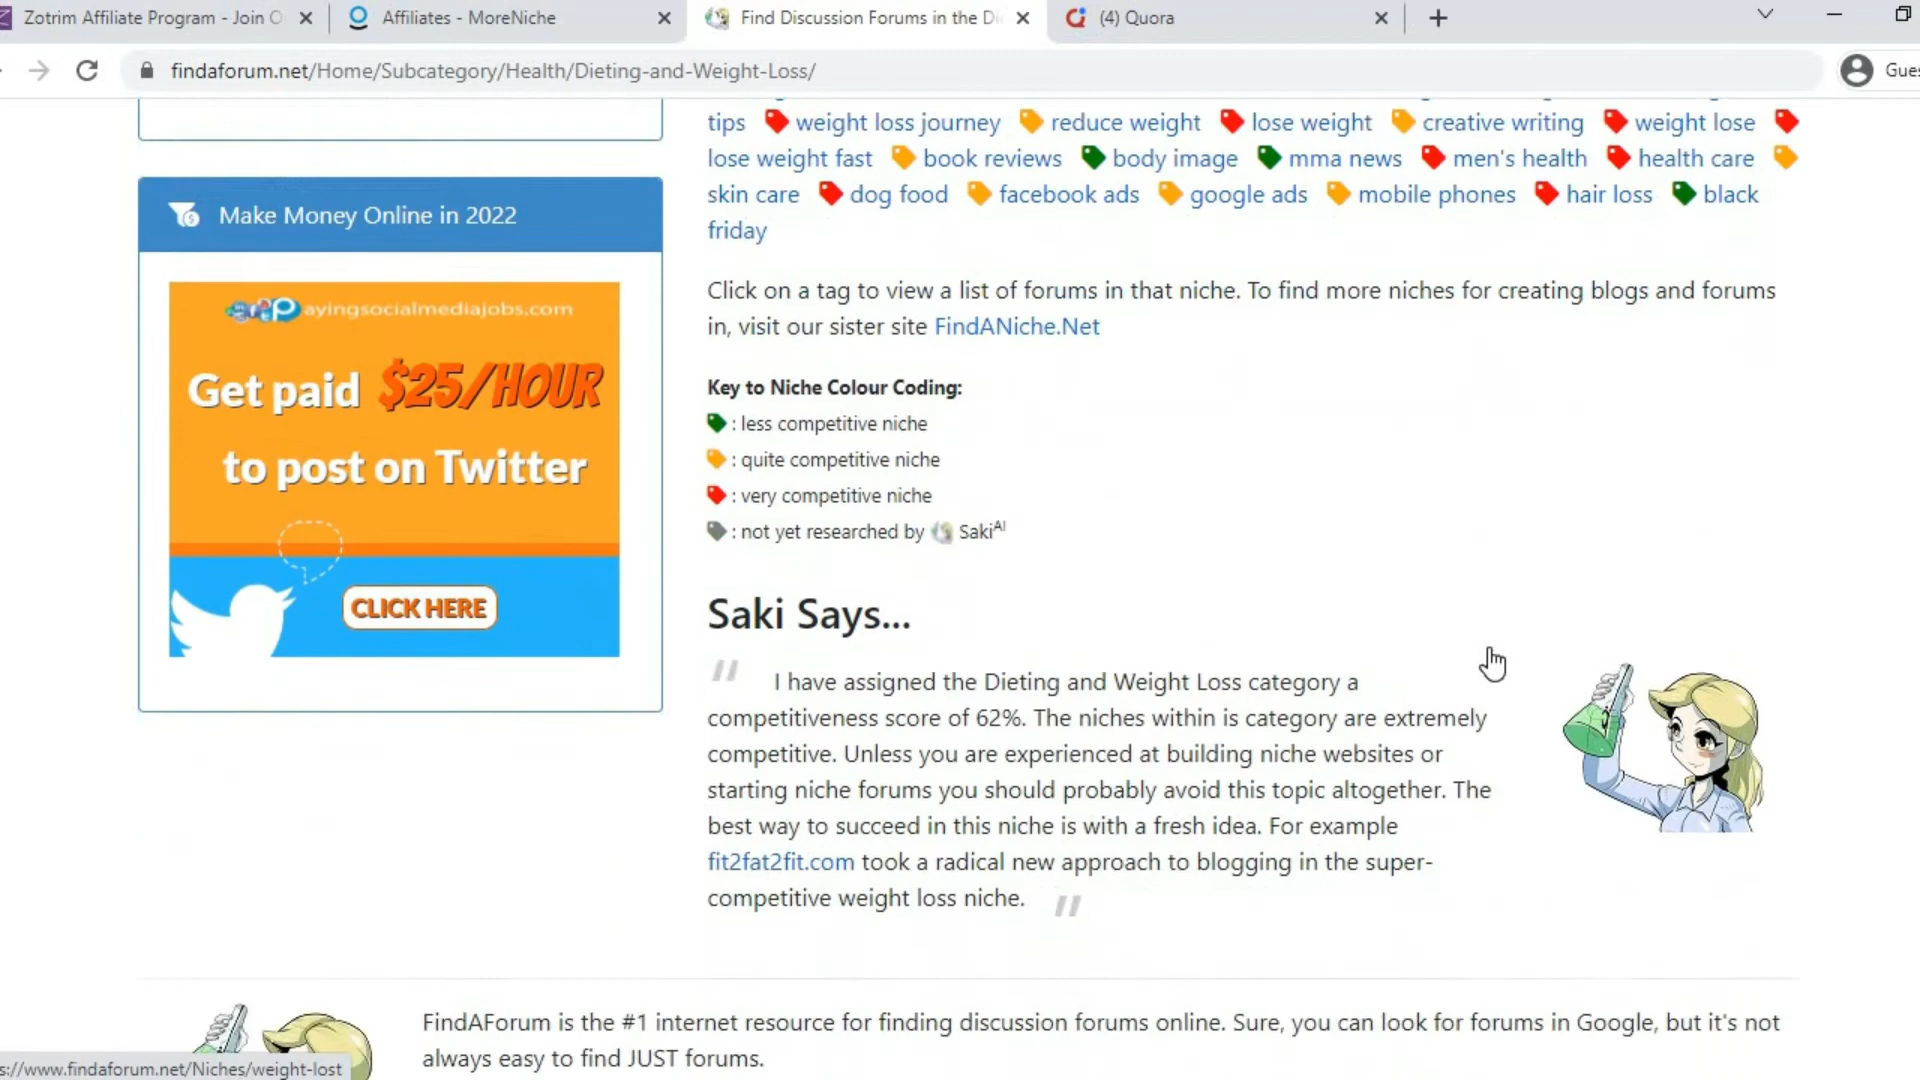 Zotrim Affiliate Program - Join O
Affiliates - MoreNiche
Find Discussion Forums in the Di
(4) Quora
findaforum.net/Home/Subcategory/Health/Dieting-and-Weight-Loss/
Gues
tips weight loss journey reduce weight lose weight creative writing weight lose
lose weight fast book reviews body image mma news men's health health care
skin care dog food facebook ads google ads mobile phones hair loss black
friday
Make Money Online in 2022
ayingsocialmediajobs.com
Get paid $25/HOUR
to post on Twitter
CLICK HERE
Click on a tag to view a list of forums in that niche. To find more niches for creating blogs and forums
in, visit our sister site FindANiche.Net
Key to Niche Colour Coding:
: less competitive niche
: quite competitive niche
: very competitive niche
: not yet researched by Saki AI
Saki Says...
" I have assigned the Dieting and Weight Loss category a
competitiveness score of 62%. The niches within is category are extremely
competitive. Unless you are experienced at building niche websites or
starting niche forums you should probably avoid this topic altogether. The
best way to succeed in this niche is with a fresh idea. For example
fit2fat2fit.com took a radical new approach to blogging in the super-
competitive weight loss niche. "
FindAForum is the #1 internet resource for finding discussion forums online. Sure, you can look for forums in Google, but it's not
always easy to find JUST forums.
s://www.findaforum.net/Niches/weight-lost